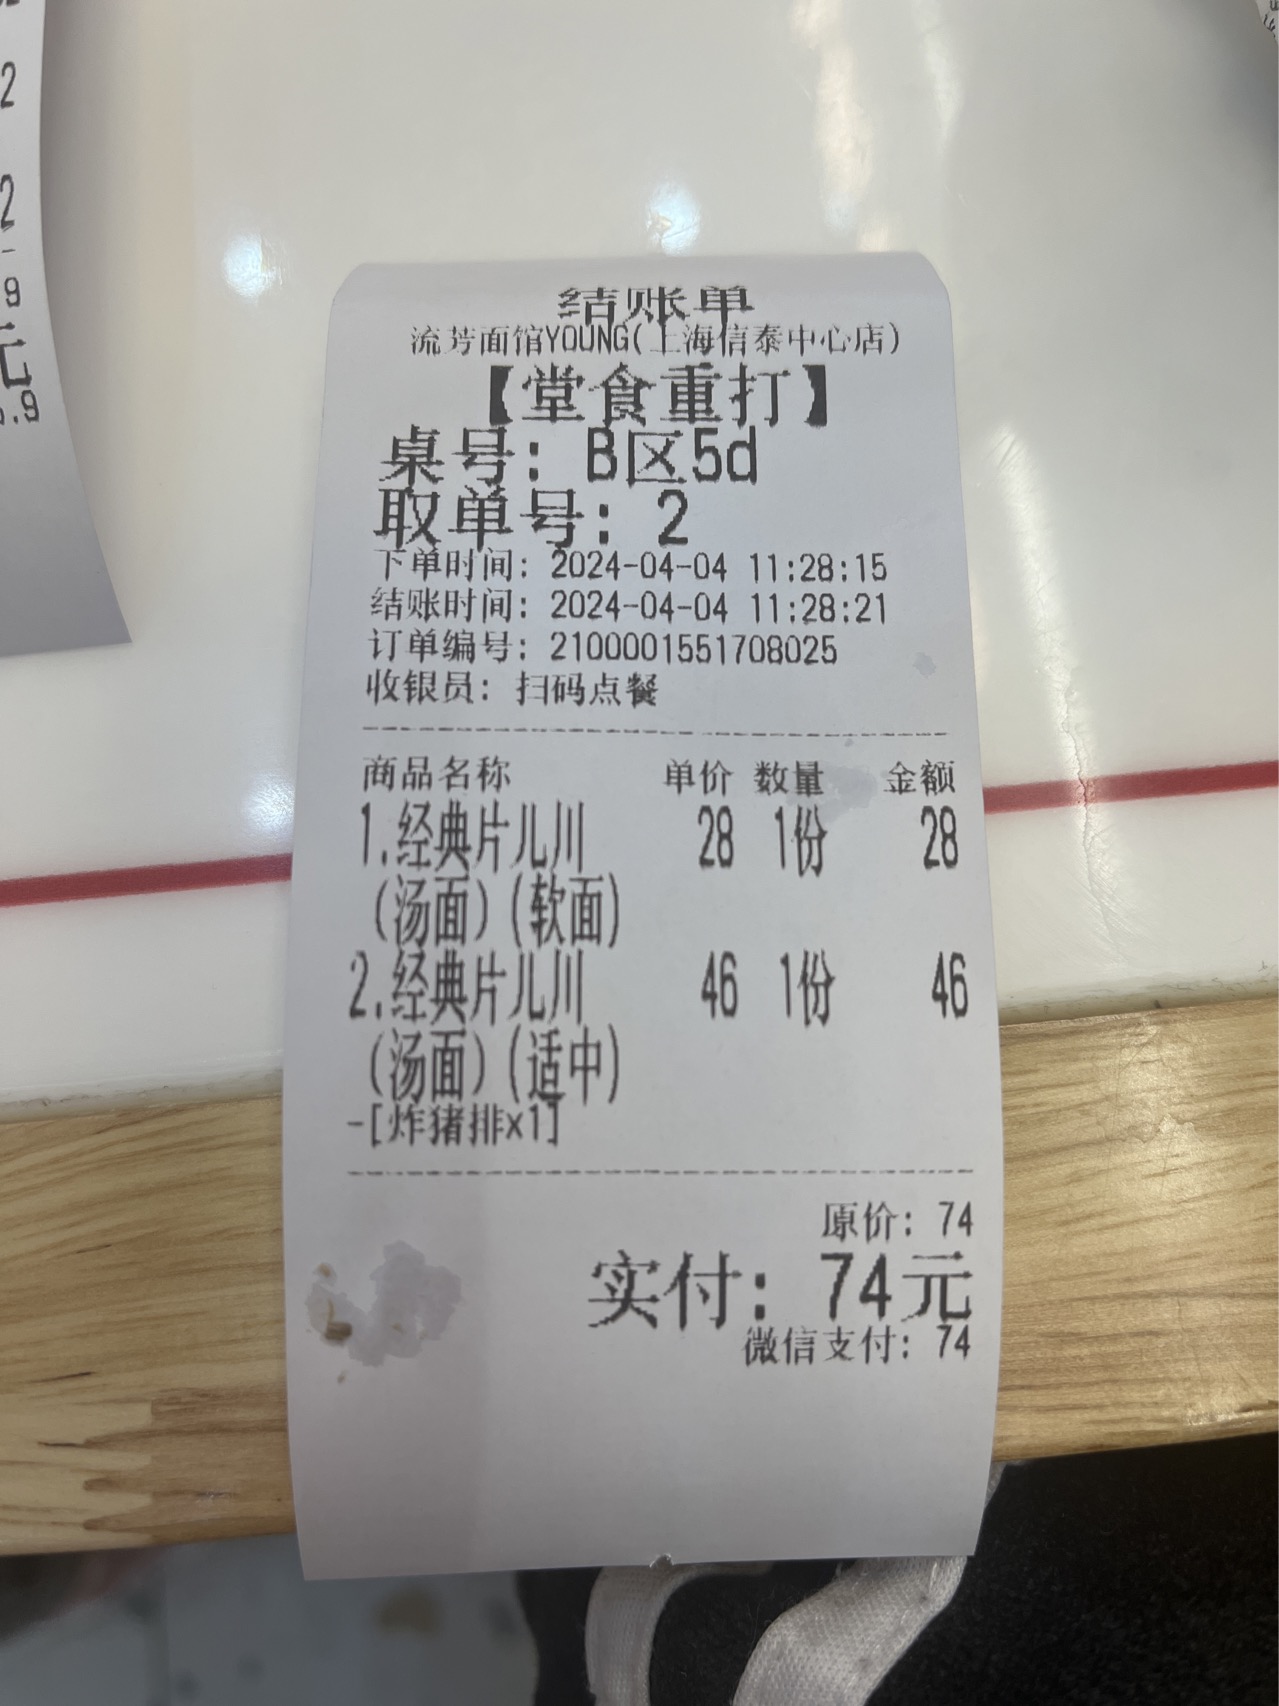 2
2
-
9
元
.9
结账单
流芳面馆YOUNG(上海信泰中心店)
【堂食重打】
桌号: B区5d
取单号: 2
下单时间: 2024-04-04 11:28:15
结账时间: 2024-04-04 11:28:21
订单编号: 2100001551708025
收银员: 扫码点餐
商品名称 单价 数量 金额
1.经典片儿川 28 1份 28
(汤面)(软面)
2.经典片儿川 46 1份 46
(汤面)(适中)
-[炸猪排x1]
原价: 74
实付: 74元
微信支付: 74